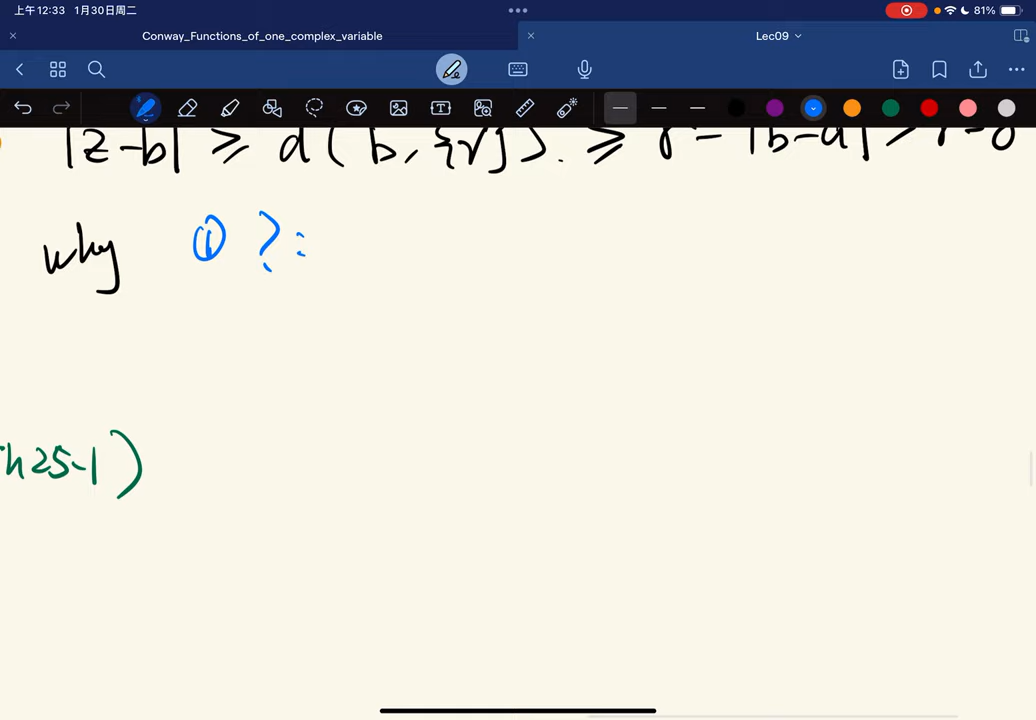 上午12:33 1月30日周二
81%
Conway_Functions_of_one_complex_variable
Lec09
|z-b| ≥ d(b, {γ}). ≥ r - |b-a| > r-δ
why ① ? :
h25-1)